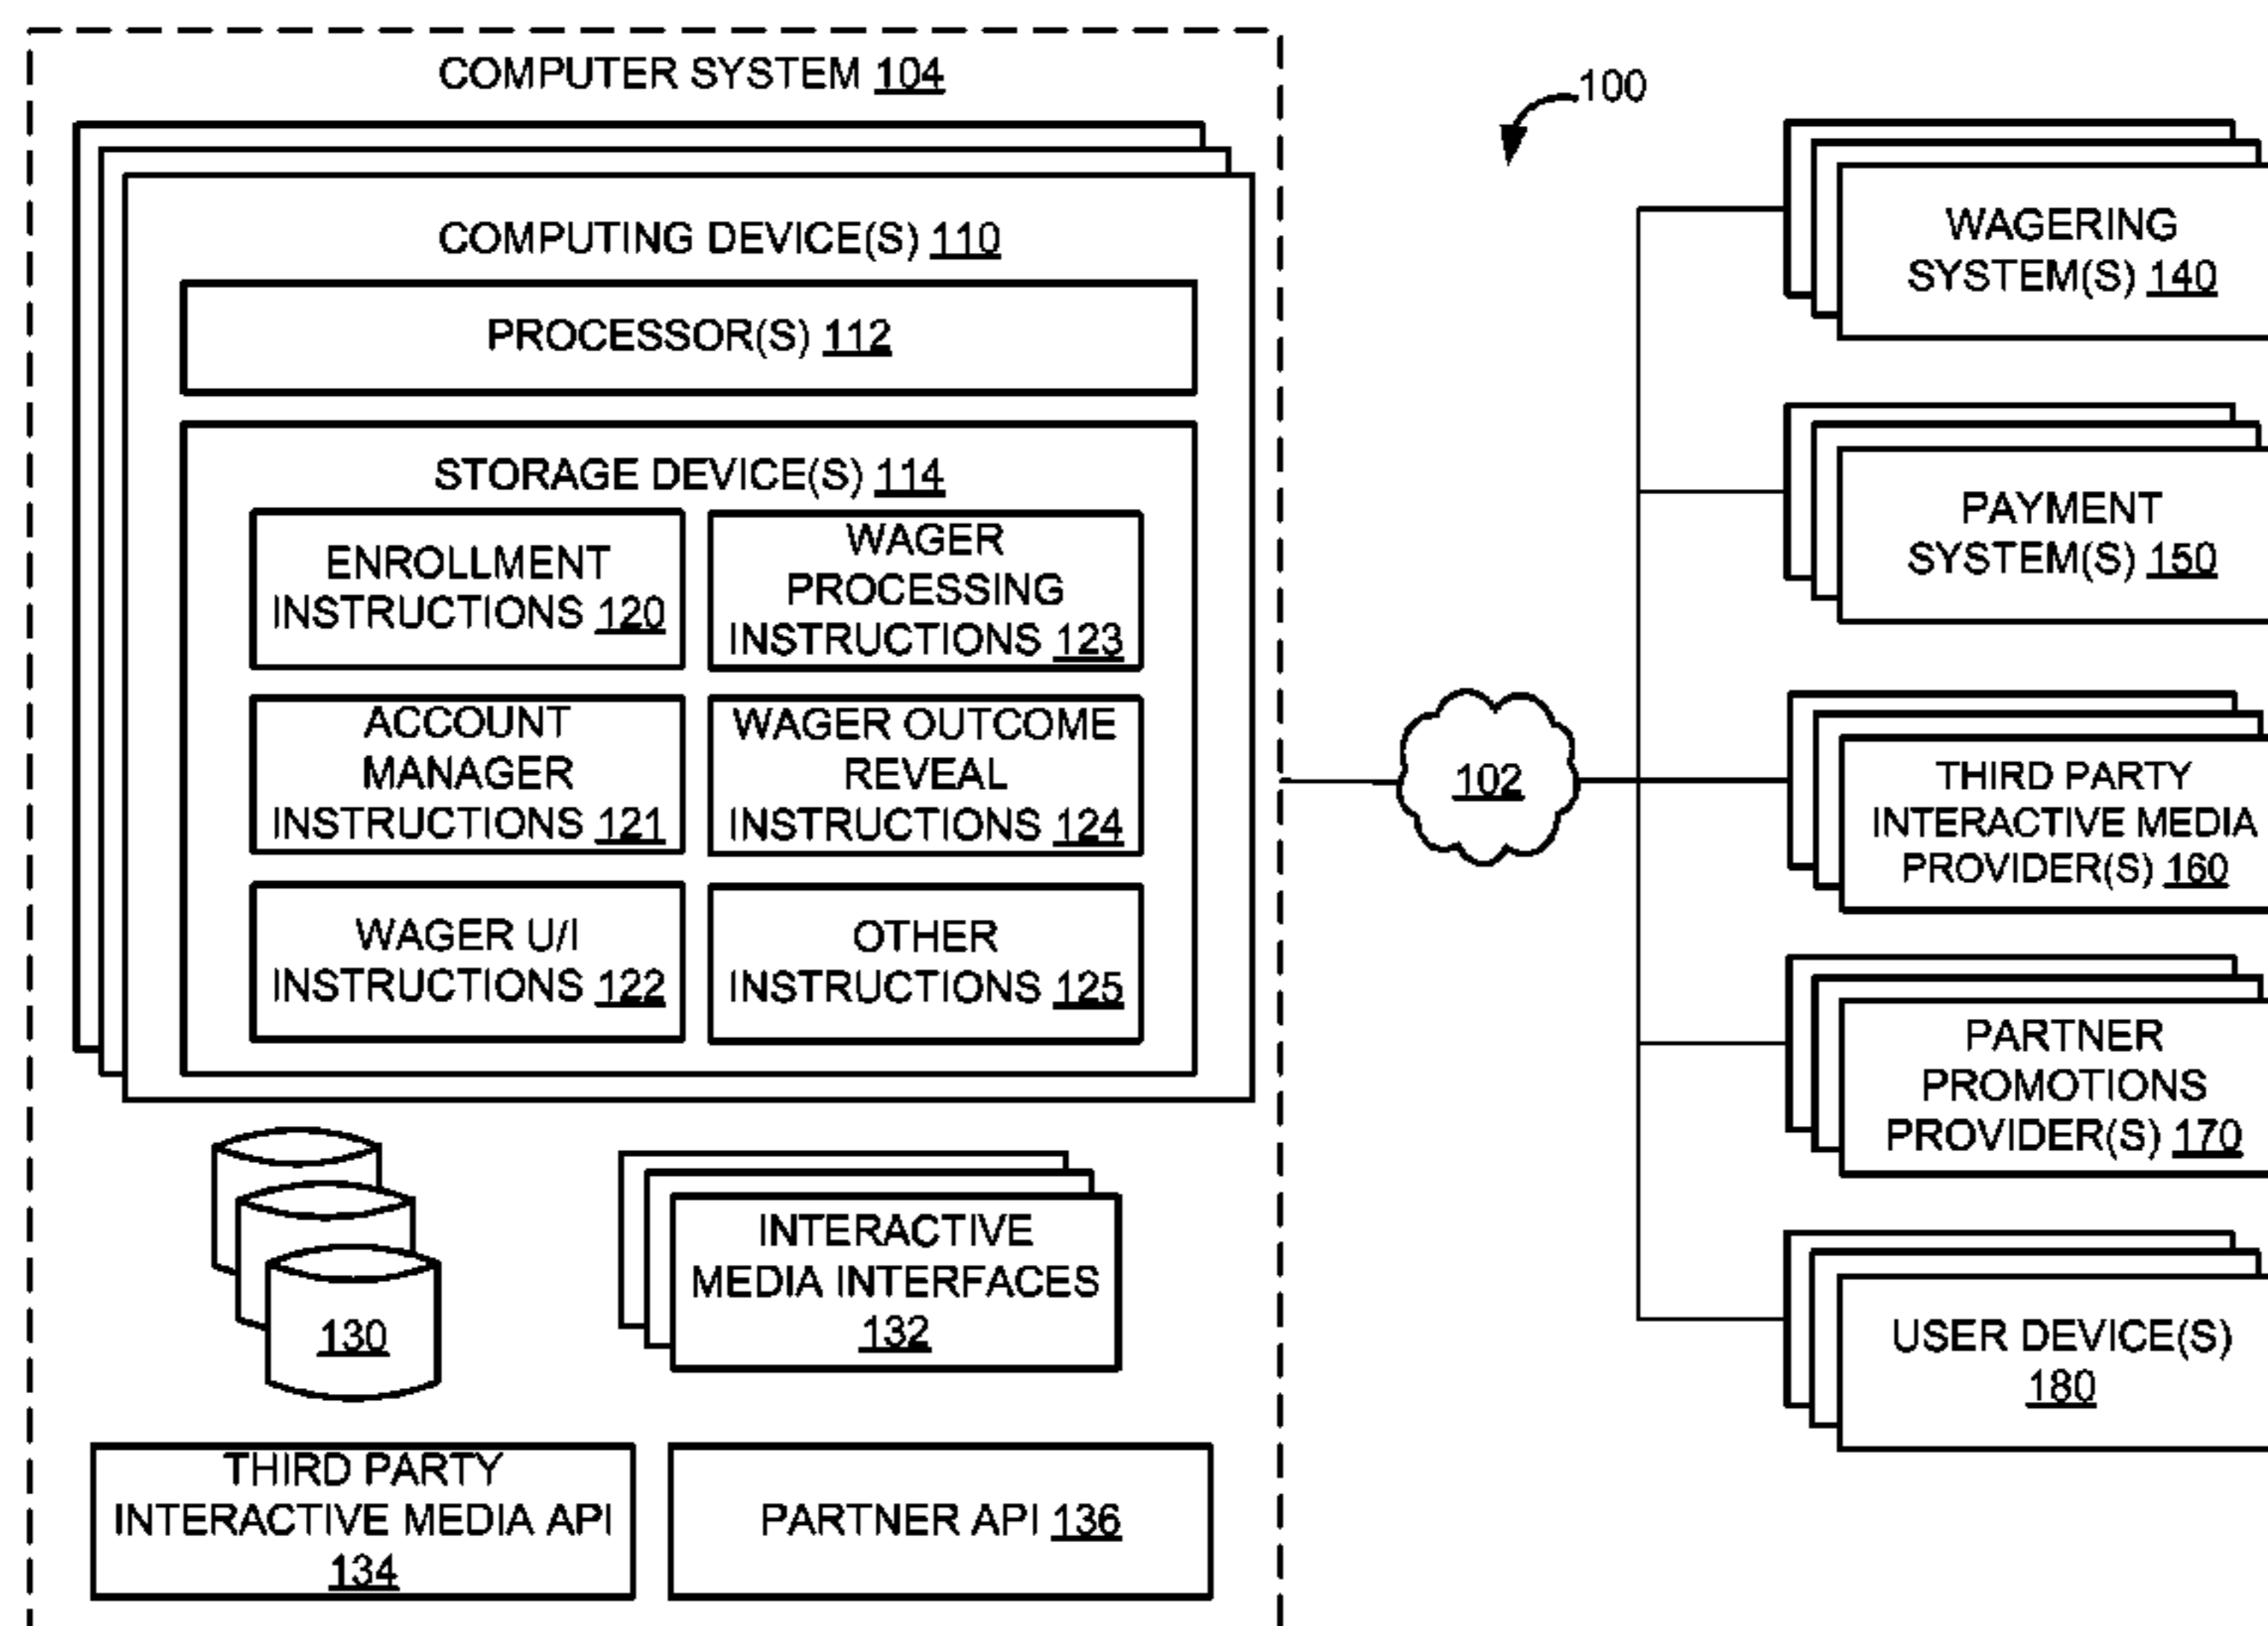 COMPUTER SYSTEM 104
COMPUTING DEVICE(S) 110
PROCESSOR(S) 112
STORAGE DEVICE(S) 114
ENROLLMENT
INSTRUCTIONS 120
WAGER
PROCESSING
INSTRUCTIONS 123
ACCOUNT
MANAGER
INSTRUCTIONS 121
WAGER OUTCOME
REVEAL
INSTRUCTIONS 124
WAGER U/I
INSTRUCTIONS 122
OTHER
INSTRUCTIONS 125
130
INTERACTIVE
MEDIA INTERFACES
132
THIRD PARTY
INTERACTIVE MEDIA API
134
PARTNER API 136
100
102
WAGERING
SYSTEM(S) 140
PAYMENT
SYSTEM(S) 150
THIRD PARTY
INTERACTIVE MEDIA
PROVIDER(S) 160
PARTNER
PROMOTIONS
PROVIDER(S) 170
USER DEVICE(S)
180